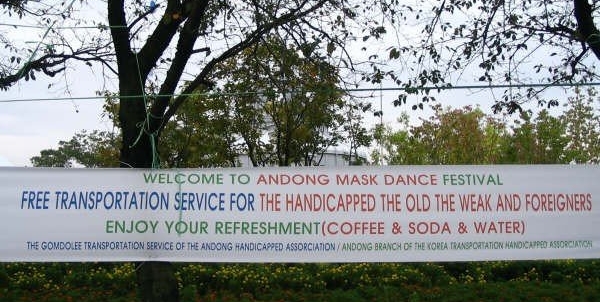 WELCOME TO ANDONG MASK DANCE FESTIVAL
FREE TRANSPORTATION SERVICE FOR THE HANDICAPPED THE OLD THE WEAK AND FOREIGNERS
ENJOY YOUR REFRESHMENT(COFFEE & SODA & WATER)
THE GOMDOLEE TRANSPORTATION SERVICE OF THE ANDONG HANDICAPPED ASSORCIATION / ANDONG BRANCH OF THE KOREA TRANSPORTATION HANDICAPPED ASSORCIATION